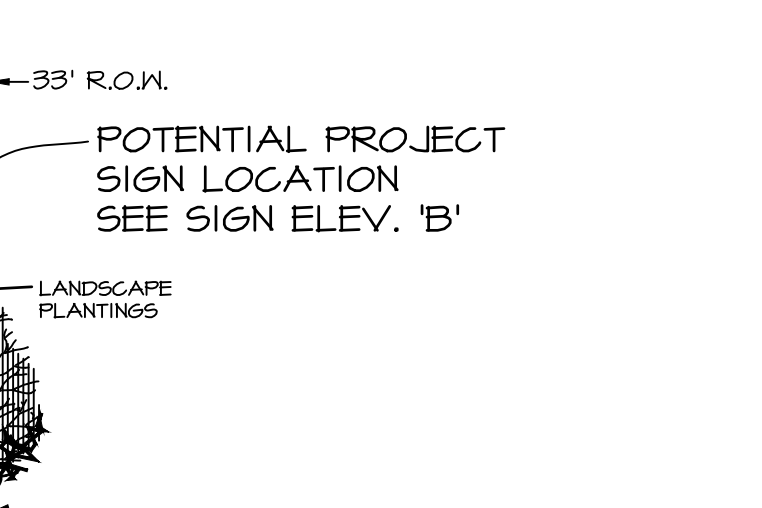 33' R.O.W.
POTENTIAL PROJECT
SIGN LOCATION
SEE SIGN ELEV. 'B'
LANDSCAPE
PLANTINGS